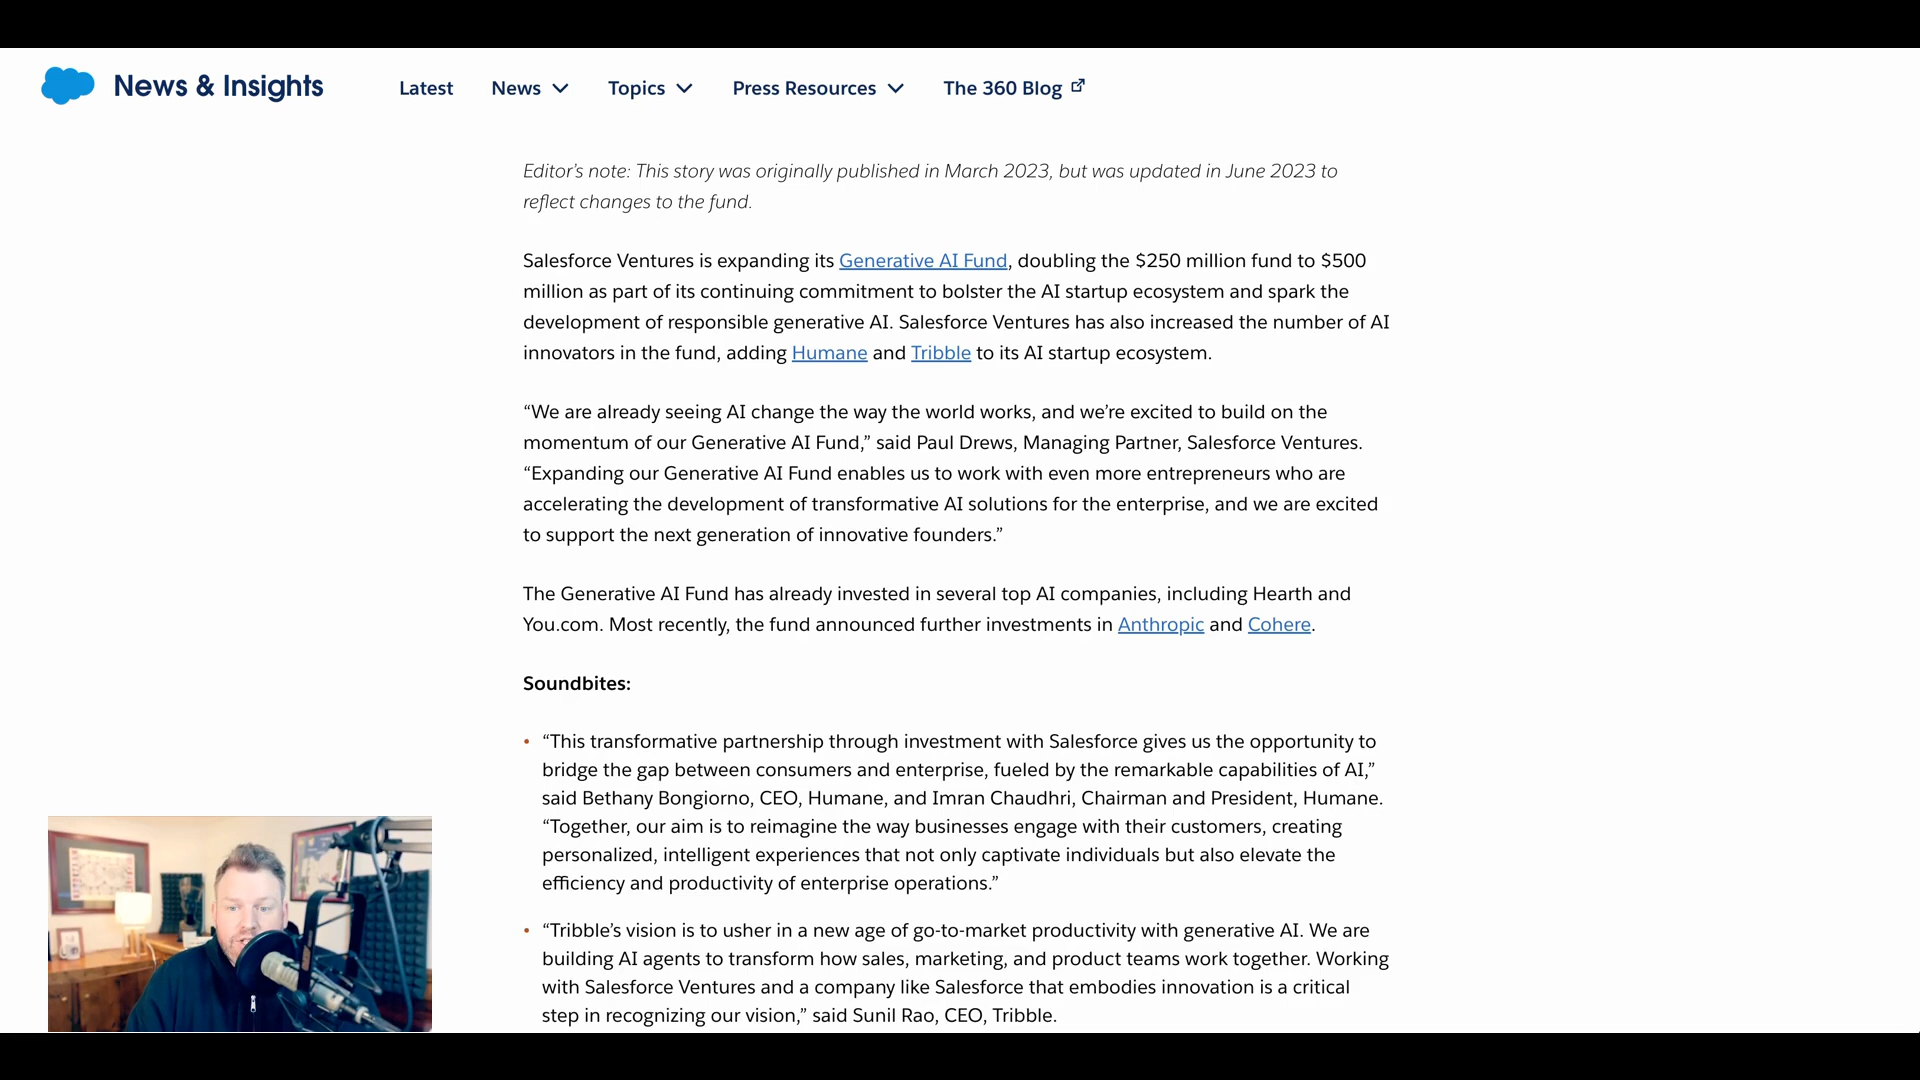 News & Insights
Latest
News
Topics
Press Resources
The 360 Blog
Editor’s note: This story was originally published in March 2023, but was updated in June 2023 to
reflect changes to the fund.
Salesforce Ventures is expanding its Generative AI Fund, doubling the $250 million fund to $500
million as part of its continuing commitment to bolster the AI startup ecosystem and spark the
development of responsible generative AI. Salesforce Ventures has also increased the number of AI
innovators in the fund, adding Humane and Tribble to its AI startup ecosystem.
“We are already seeing AI change the way the world works, and we’re excited to build on the
momentum of our Generative AI Fund,” said Paul Drews, Managing Partner, Salesforce Ventures.
“Expanding our Generative AI Fund enables us to work with even more entrepreneurs who are
accelerating the development of transformative AI solutions for the enterprise, and we are excited
to support the next generation of innovative founders.”
The Generative AI Fund has already invested in several top AI companies, including Hearth and
You.com. Most recently, the fund announced further investments in Anthropic and Cohere.
Soundbites:
• “This transformative partnership through investment with Salesforce gives us the opportunity to
bridge the gap between consumers and enterprise, fueled by the remarkable capabilities of AI,”
said Bethany Bongiorno, CEO, Humane, and Imran Chaudhri, Chairman and President, Humane.
“Together, our aim is to reimagine the way businesses engage with their customers, creating
personalized, intelligent experiences that not only captivate individuals but also elevate the
efficiency and productivity of enterprise operations.”
• “Tribble’s vision is to usher in a new age of go-to-market productivity with generative AI. We are
building AI agents to transform how sales, marketing, and product teams work together. Working
with Salesforce Ventures and a company like Salesforce that embodies innovation is a critical
step in recognizing our vision,” said Sunil Rao, CEO, Tribble.